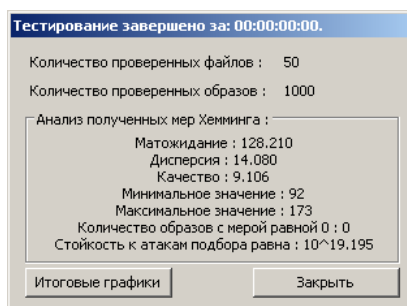 Тестирование завершено за: 00:00:00:00.
Количество проверенных файлов : 50
Количество проверенных образов : 1000
Анализ полученных мер Хемминга :
Матожидание : 128.210
Дисперсия : 14.080
Качество : 9.106
Минимальное значение : 92
Максимальное значение : 173
Количество образов с мерой равной 0 : 0
Стойкость к атакам подбора равна : 10^19.195
Итоговые графики
Закрыть